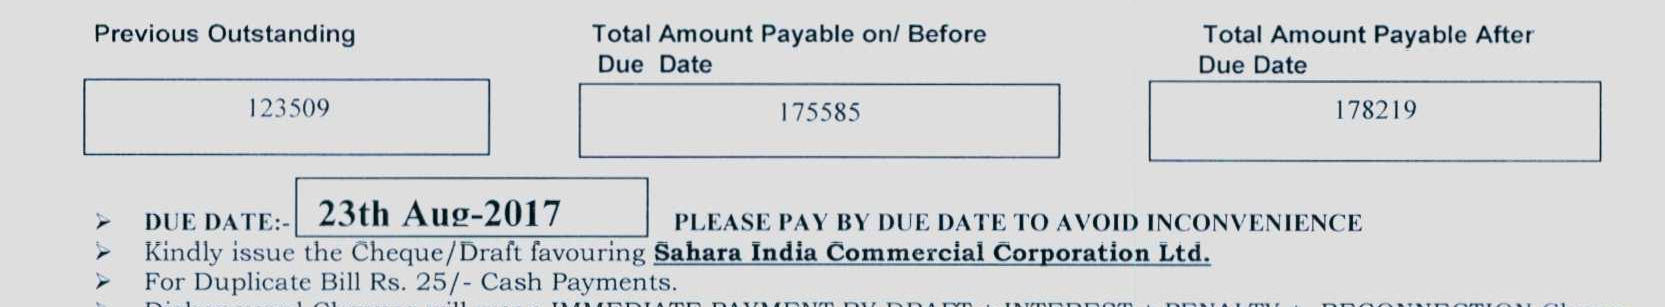 Previous Outstanding Total Amount Payable on/ Before Total Amount Payable After
Due Date Due Date
123509 175585 178219
➢ DUE DATE:- 23th Aug-2017 PLEASE PAY BY DUE DATE TO AVOID INCONVENIENCE
➢ Kindly issue the Cheque/Draft favouring Sahara India Commercial Corporation Ltd.
➢ For Duplicate Bill Rs. 25/- Cash Payments.